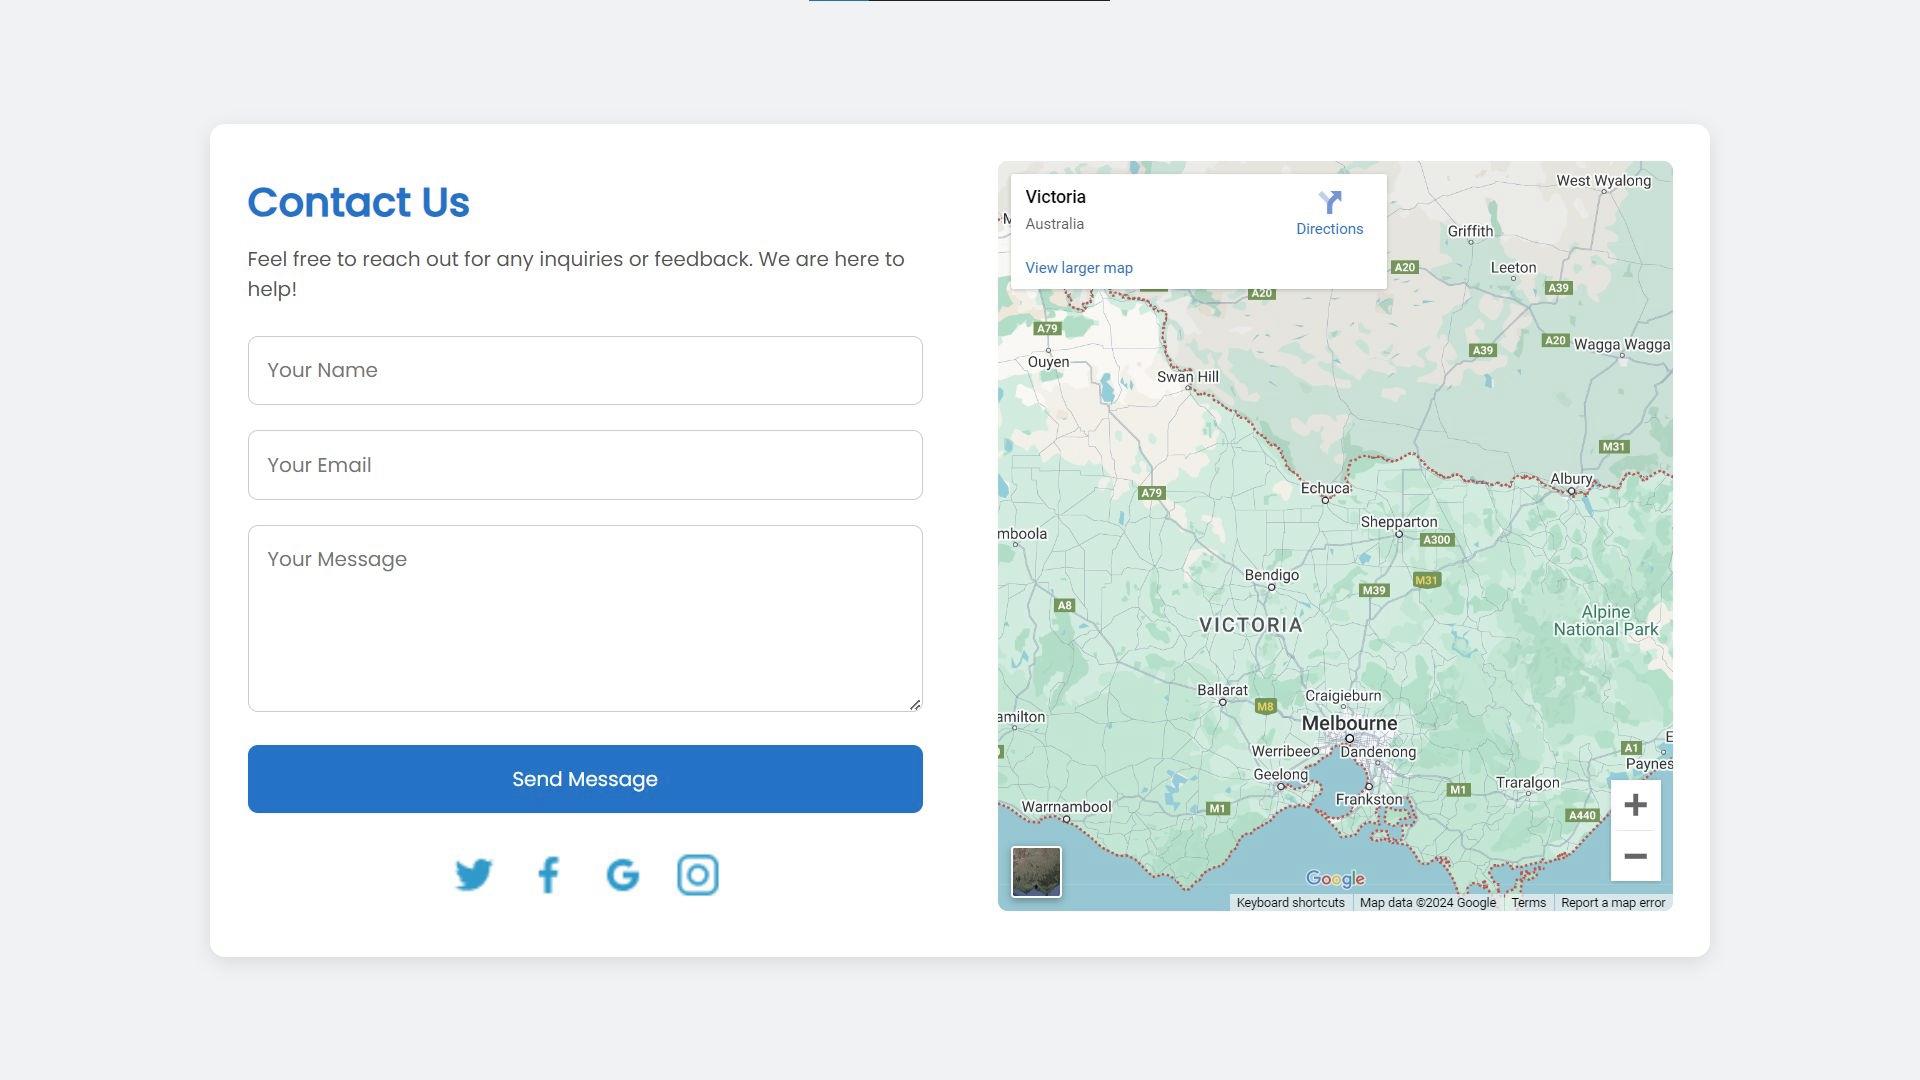 Contact Us
Feel free to reach out for any inquiries or feedback. We are here to
help!
Your Name
Your Email
Your Message
Send Message
Victoria
Australia
Directions
View larger map
West Wyalong
Griffith
A20
Leeton
A39
A20
A79
A20
Wagga Wagga
A39
Ouyen
Swan Hill
M31
Albury
Echuca
A79
Shepparton
mboola
A300
Bendigo
M31
M39
A8
Alpine
National Park
VICTORIA
Ballarat
Craigieburn
M8
amilton
Melbourne
Werribee
Dandenong
A1
Paynes
Geelong
Traralgon
M1
Frankston
Warrnambool
M1
A440
Google
Keyboard shortcuts
Map data ©2024 Google
Terms
Report a map error